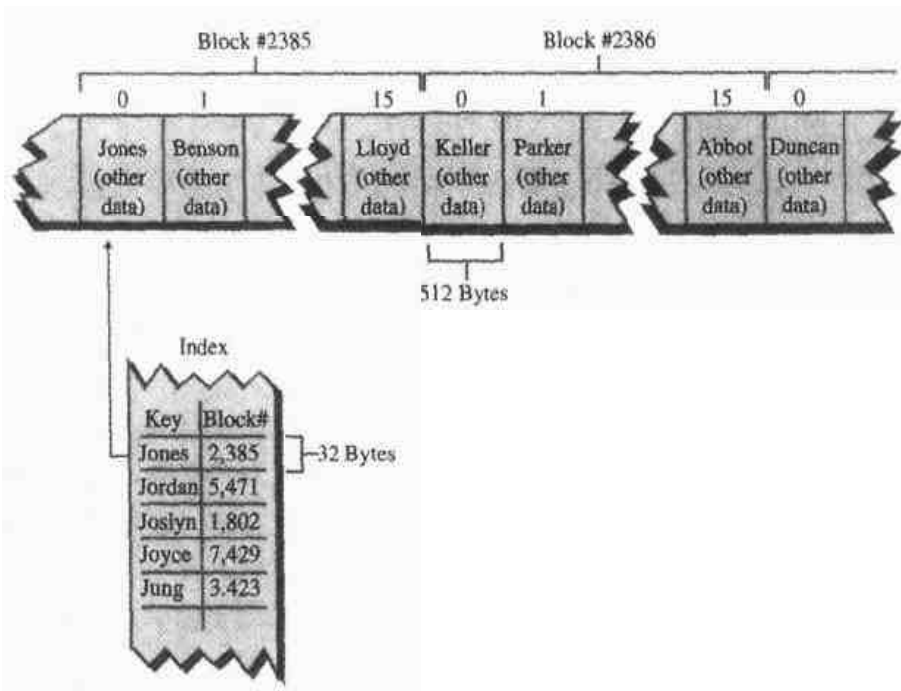 Block #2385 Block #2386
0 1 15 0 1 15 0
Jones Benson Lloyd Keller Parker Abbot Duncan
(other (other (other (other (other (other (other
data) data) data) data) data) data) data)
512 Bytes
Index
Key Block#
Jones 2,385
32 Bytes
Jordan 5,471
Joslyn 1,802
Joyce 7,429
Jung 3.423